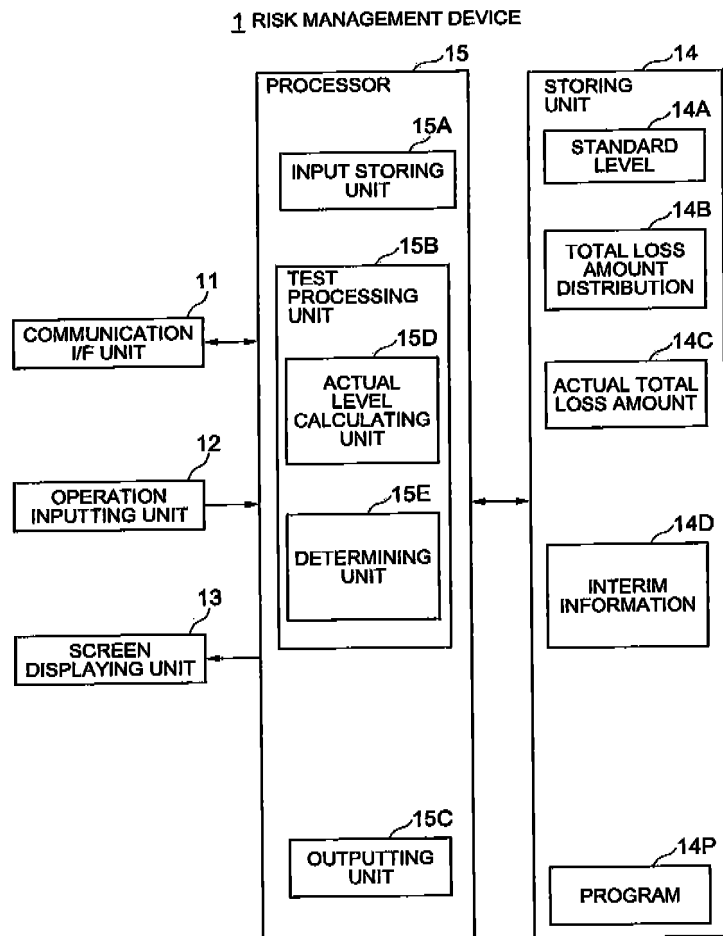 1 RISK MANAGEMENT DEVICE
15
PROCESSOR
15A
INPUT STORING
UNIT
15B
TEST
PROCESSING
UNIT
15D
ACTUAL
LEVEL
CALCULATING
UNIT
15E
DETERMINING
UNIT
15C
OUTPUTTING
UNIT
11
COMMUNICATION
I/F UNIT
12
OPERATION
INPUTTING UNIT
13
SCREEN
DISPLAYING UNIT
14
STORING
UNIT
14A
STANDARD
LEVEL
14B
TOTAL LOSS
AMOUNT
DISTRIBUTION
14C
ACTUAL TOTAL
LOSS AMOUNT
14D
INTERIM
INFORMATION
14P
PROGRAM